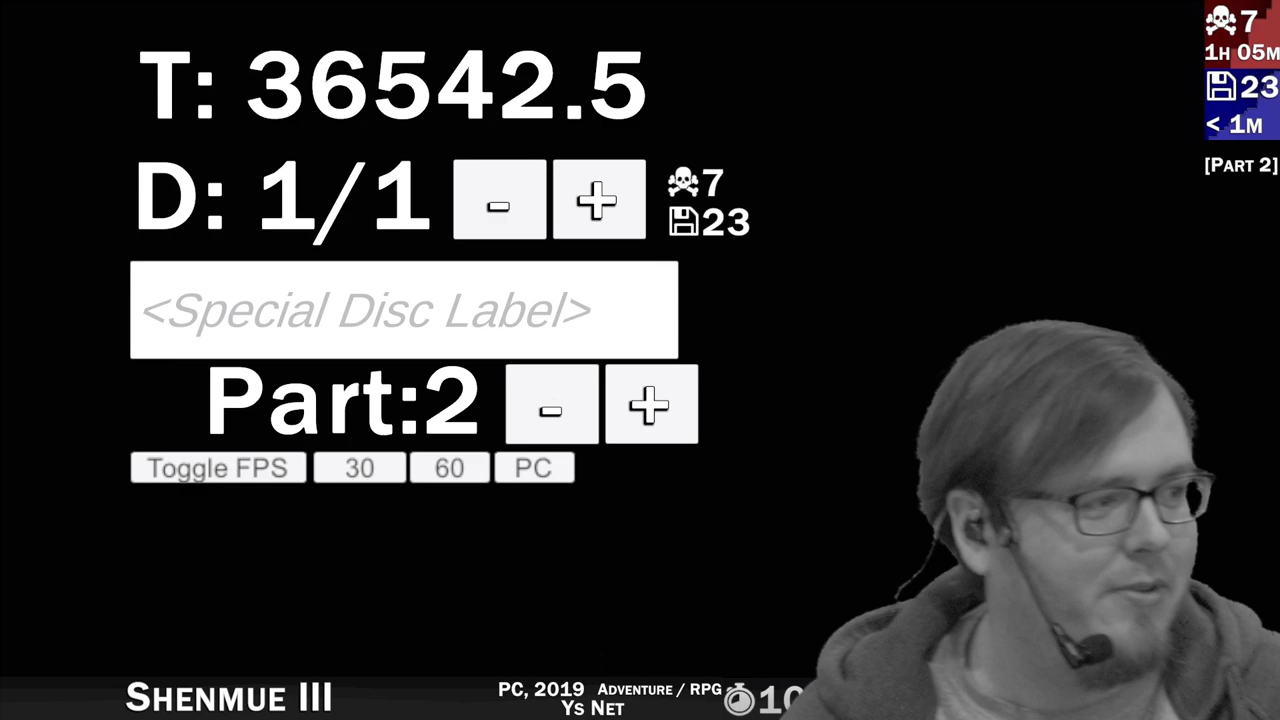 T: 36542.5
D: 1/1 - +
7
23
<Special Disc Label>
Part:2 - +
Toggle FPS 30 60 PC
7
1H 05M
23
< 1M
[PART 2]
SHENMUE III
PC, 2019 ADVENTURE / RPG
YS NET